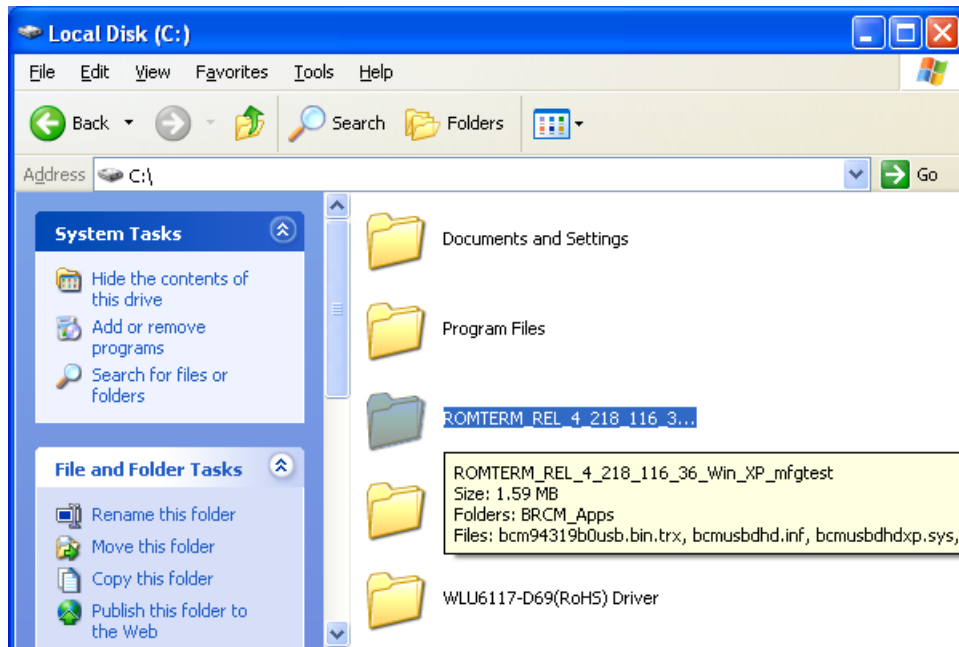 Local Disk (C:)
File Edit View Favorites Tools Help
Back Search Folders
Address C:\ Go
System Tasks
Hide the contents of
this drive
Add or remove
programs
Search for files or
folders
File and Folder Tasks
Rename this folder
Move this folder
Copy this folder
Publish this folder to
the Web
Documents and Settings
Program Files
ROMTERM_REL_4_218_116_3...
ROMTERM_REL_4_218_116_36_Win_XP_mfgtest
Size: 1.59 MB
Folders: BRCM_Apps
Files: bcm94319b0usb.bin.trx, bcmusbdhd.inf, bcmusbdhdxp.sys,
WLU6117-D69(RoHS) Driver